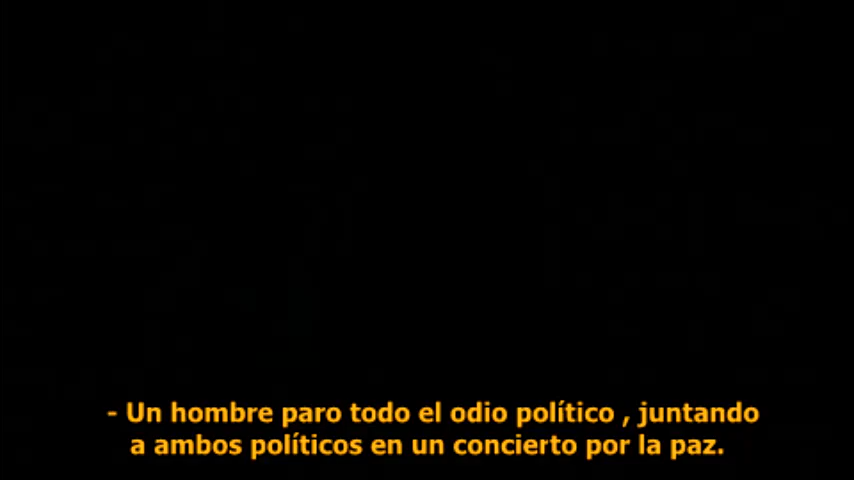 - Un hombre paro todo el odio político , juntando
a ambos políticos en un concierto por la paz.